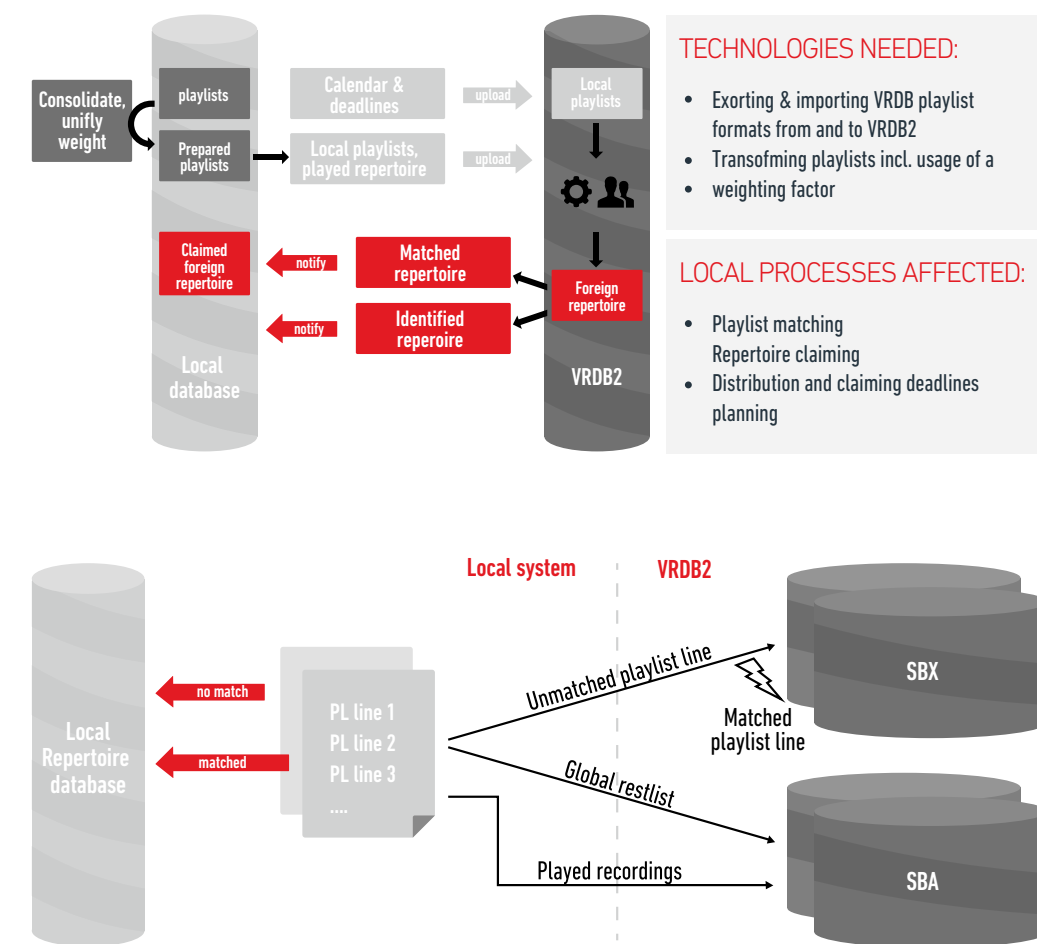 Consolidate,
unifly
weight
playlists
Prepared
playlists
Calendar &
deadlines
upload
Local playlists,
played repertoire
upload
Local
playlists
Claimed
foreign
repertoire
notify
Matched
repertoire
notify
Identified
reperoire
Foreign
repertoire
Local
database
VRDB2
TECHNOLOGIES NEEDED:
• Exorting & importing VRDB playlist
formats from and to VRDB2
• Transofming playlists incl. usage of a
• weighting factor
LOCAL PROCESSES AFFECTED:
• Playlist matching
Repertoire claiming
• Distribution and claiming deadlines
planning
Local system
VRDB2
Local
Repertoire
database
no match
matched
PL line 1
PL line 2
PL line 3
....
Unmatched playlist line
Matched
playlist line
Global restlist
Played recordings
SBX
SBA